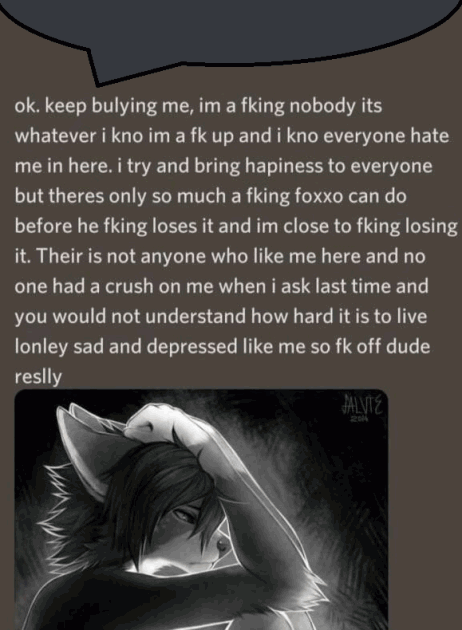 ok. keep bulying me, im a fking nobody its
whatever i kno im a fk up and i kno everyone hate
me in here. i try and bring hapiness to everyone
but theres only so much a fking foxxo can do
before he fking loses it and im close to fking losing
it. Their is not anyone who like me here and no
one had a crush on me when i ask last time and
you would not understand how hard it is to live
lonley sad and depressed like me so fk off dude
reslly